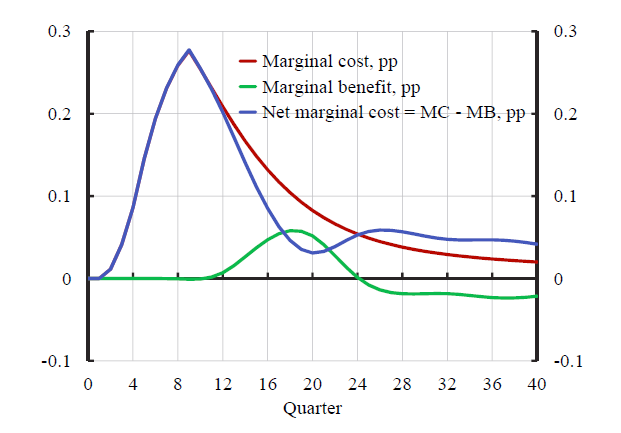 0.3 0.3
Marginal cost, pp
Marginal benefit, pp
0.2 Net marginal cost = MC - MB, pp 0.2
0.1 0.1
0 0
-0.1 -0.1
0 4 8 12 16 20 24 28 32 36 40
Quarter